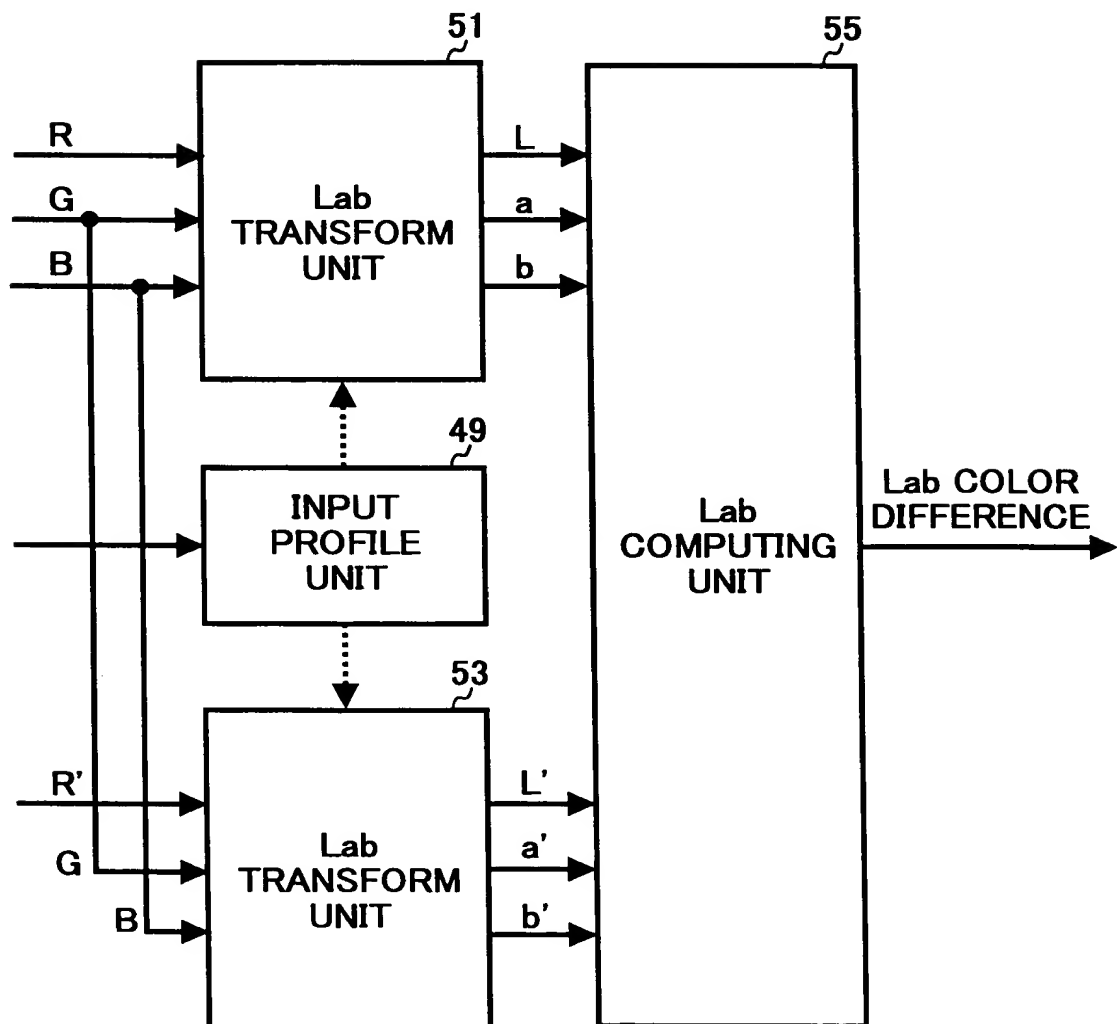 51
55
R
G
B
Lab
TRANSFORM
UNIT
L
a
b
49
INPUT
PROFILE
UNIT
Lab
COMPUTING
UNIT
Lab COLOR
DIFFERENCE
53
R'
G
B
Lab
TRANSFORM
UNIT
L'
a'
b'